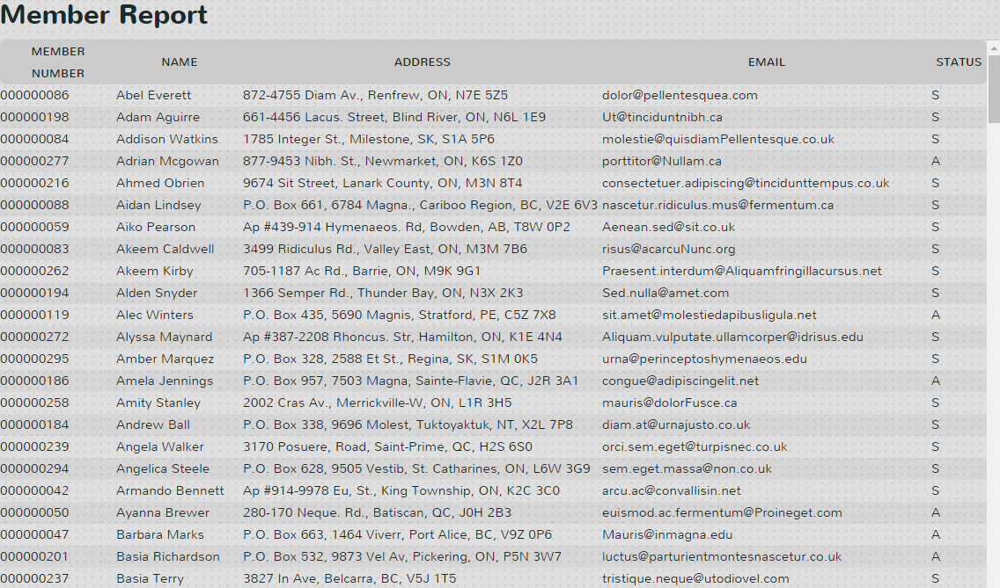 Member Report
MEMBER NUMBER NAME ADDRESS EMAIL STATUS
000000086 Abel Everett 872-4755 Diam Av., Renfrew, ON, N7E 5Z5 dolor@pellentesquea.com S
000000198 Adam Aguirre 661-4456 Lacus. Street, Blind River, ON, N6L 1E9 Ut@tinciduntnibh.ca S
000000084 Addison Watkins 1785 Integer St., Milestone, SK, S1A 5P6 molestie@quisdiamPellentesque.co.uk S
000000277 Adrian Mcgowan 877-9453 Nibh. St., Newmarket, ON, K6S 1Z0 porttitor@Nullam.ca A
000000216 Ahmed Obrien 9674 Sit Street, Lanark County, ON, M3N 8T4 consectetuer.adipiscing@tincidunttempus.co.uk S
000000088 Aidan Lindsey P.O. Box 661, 6784 Magna., Cariboo Region, BC, V2E 6V3 nascetur.ridiculus.mus@fermentum.ca S
000000059 Aiko Pearson Ap #439-914 Hymenaeos. Rd, Bowden, AB, T8W 0P2 Aenean.sed@sit.co.uk S
000000083 Akeem Caldwell 3499 Ridiculus Rd., Valley East, ON, M3M 7B6 risus@acarcuNunc.org S
000000262 Akeem Kirby 705-1187 Ac Rd., Barrie, ON, M9K 9G1 Praesent.interdum@Aliquamfringillacursus.net S
000000194 Alden Snyder 1366 Semper Rd., Thunder Bay, ON, N3X 2K3 Sed.nulla@amet.com S
000000119 Alec Winters P.O. Box 435, 5690 Magnis, Stratford, PE, C5Z 7X8 sit.amet@molestiedapibusligula.net A
000000272 Alyssa Maynard Ap #387-2208 Rhoncus. Str, Hamilton, ON, K1E 4N4 Aliquam.vulputate.ullamcorper@idrisus.edu S
000000295 Amber Marquez P.O. Box 328, 2588 Et St., Regina, SK, S1M 0K5 urna@perinceptoshymenaeos.edu S
000000186 Amela Jennings P.O. Box 957, 7503 Magna, Sainte-Flavie, QC, J2R 3A1 congue@adipiscingelit.net A
000000258 Amity Stanley 2002 Cras Av., Merrickville-W, ON, L1R 3H5 mauris@dolorFusce.ca S
000000184 Andrew Ball P.O. Box 338, 9696 Molest, Tuktoyaktuk, NT, X2L 7P8 diam.at@urnajusto.co.uk S
000000239 Angela Walker 3170 Posuere, Road, Saint-Prime, QC, H2S 6S0 orci.sem.eget@turpisnec.co.uk S
000000294 Angelica Steele P.O. Box 628, 9505 Vestib, St. Catharines, ON, L6W 3G9 sem.eget.massa@non.co.uk S
000000042 Armando Bennett Ap #914-9978 Eu, St., King Township, ON, K2C 3C0 arcu.ac@convallisin.net S
000000050 Ayanna Brewer 280-170 Neque. Rd., Batiscan, QC, J0H 2B3 euismod.ac.fermentum@Proineget.com A
000000047 Barbara Marks P.O. Box 663, 1464 Viverr, Port Alice, BC, V9Z 0P6 Mauris@inmagna.edu A
000000201 Basia Richardson P.O. Box 532, 9873 Vel Av, Pickering, ON, P5N 3W7 luctus@parturientmontesnascetur.co.uk A
000000237 Basia Terry 3827 In Ave, Belcarra, BC, V5J 1T5 tristique.neque@utodiovel.com S